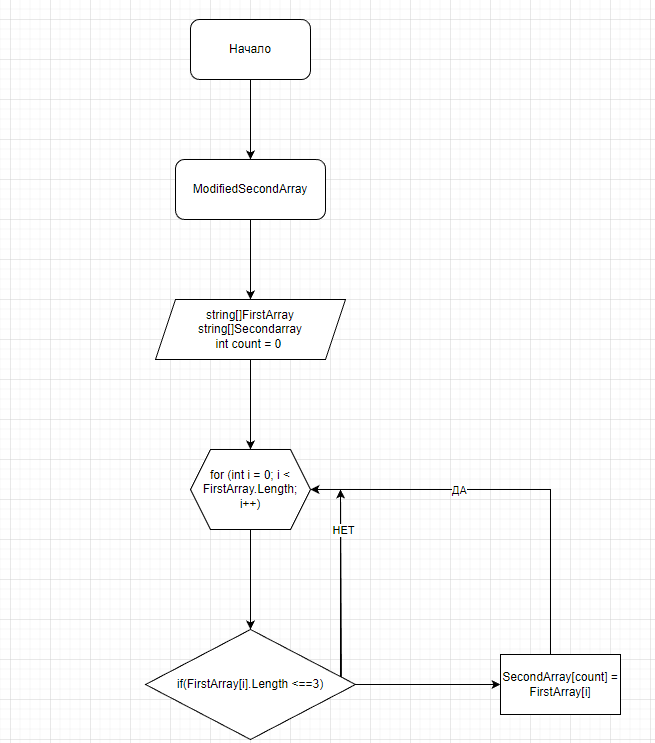 Начало
ModifiedSecondArray
string[]FirstArray
string[]Secondarray
int count = 0
for (int i = 0; i <
FirstArray.Length;
i++)
ДА
НЕТ
if(FirstArray[i].Length <==3)
SecondArray[count] =
FirstArray[i]